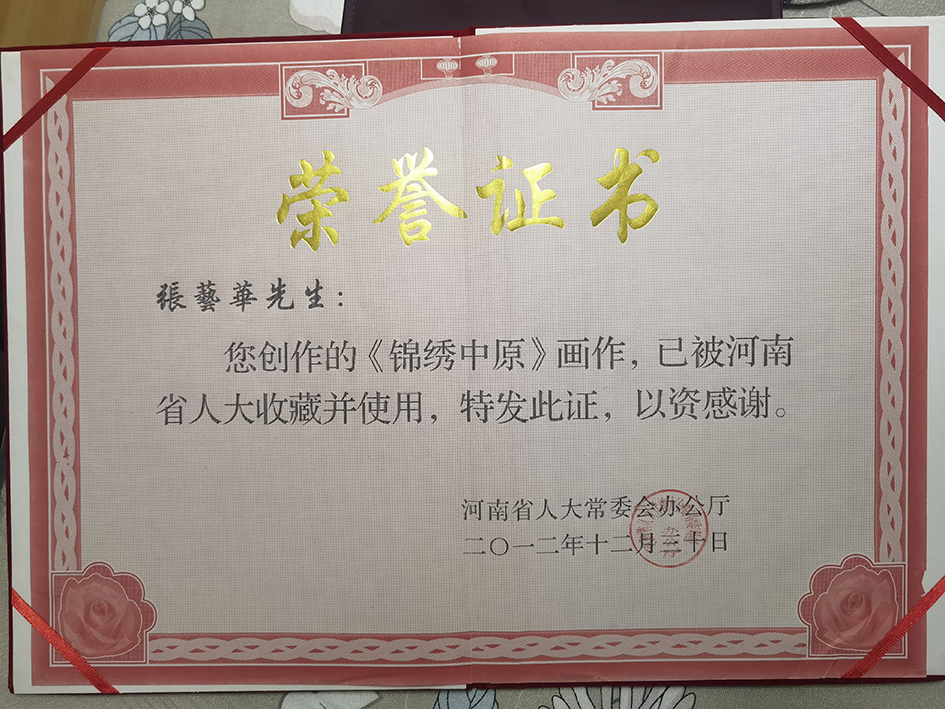 荣誉证书
張藝華先生：
您创作的《锦绣中原》画作，已被河南
省人大收藏并使用，特发此证，以资感谢。
河南省人大常委会办公厅
二〇一二年十二月三十日